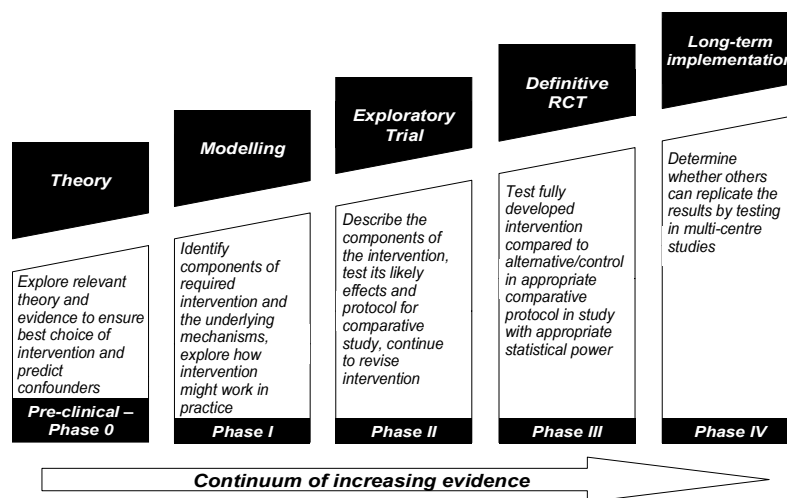 Theory
Explore relevant
theory and
evidence to ensure
best choice of
intervention and
predict
confounders
Pre-clinical –
Phase 0
Modelling
Identify
components of
required
intervention and
the underlying
mechanisms,
explore how
intervention
might work in
practice
Phase I
Exploratory
Trial
Describe the
components of
the intervention,
test its likely
effects and
protocol for
comparative
study, continue
to revise
intervention
Phase II
Definitive
RCT
Test fully
developed
intervention
compared to
alternative/control
in appropriate
comparative
protocol in study
with appropriate
statistical power
Phase III
Long-term
implementation
Determine
whether others
can replicate the
results by testing
in multi-centre
studies
Phase IV
Continuum of increasing evidence